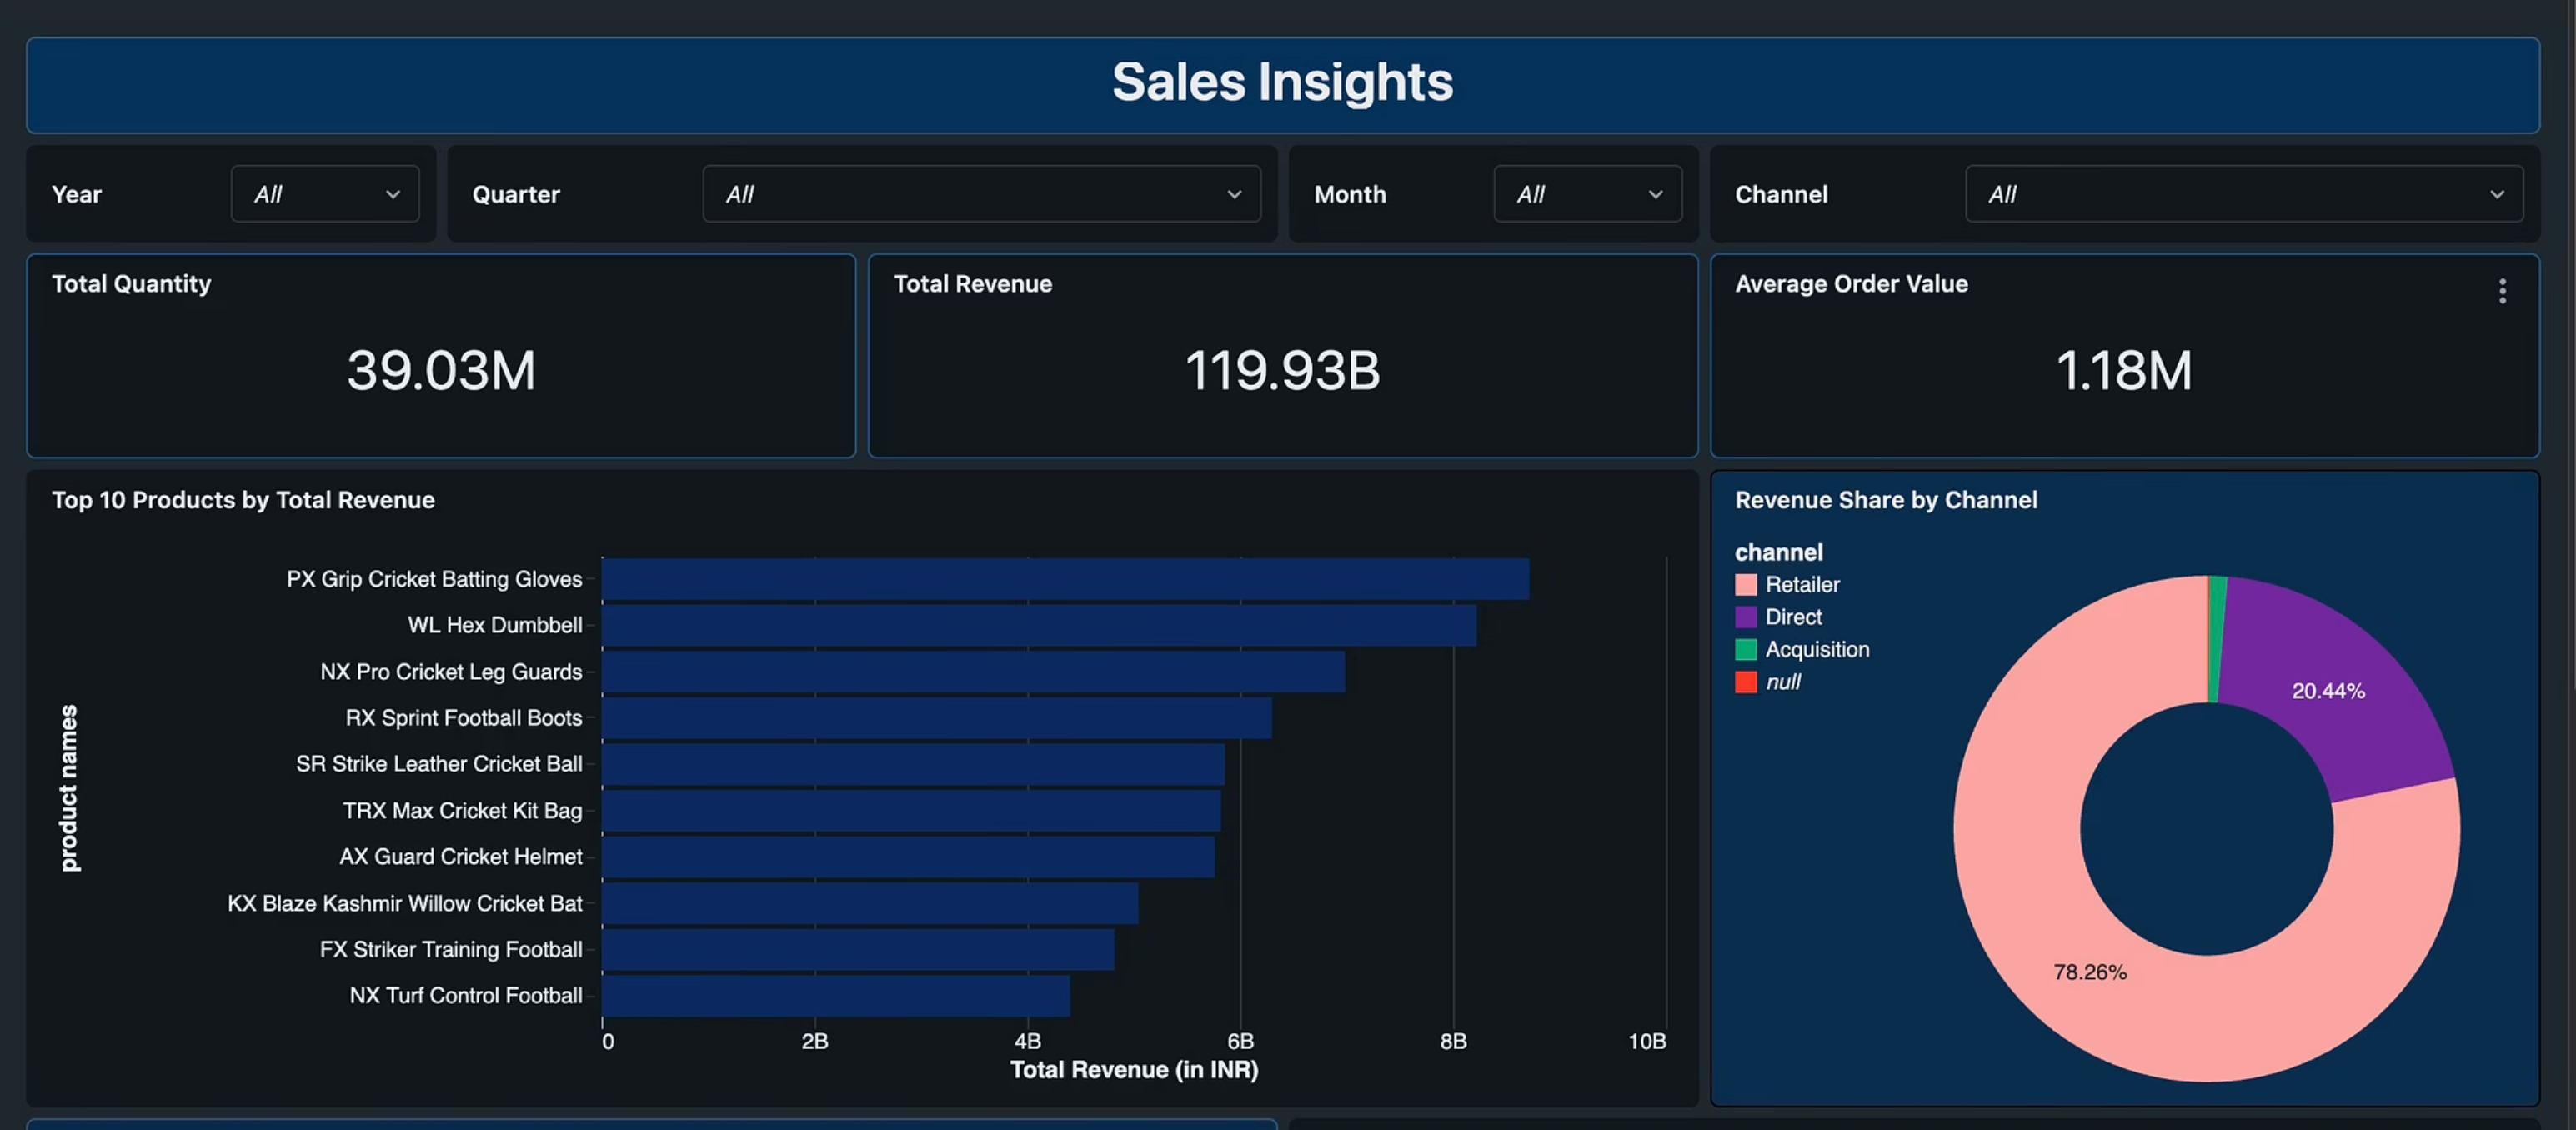 Sales Insights
Year All Quarter All Month All Channel All
Total Quantity
39.03M
Total Revenue
119.93B
Average Order Value
1.18M
Top 10 Products by Total Revenue
product names
PX Grip Cricket Batting Gloves
WL Hex Dumbbell
NX Pro Cricket Leg Guards
RX Sprint Football Boots
SR Strike Leather Cricket Ball
TRX Max Cricket Kit Bag
AX Guard Cricket Helmet
KX Blaze Kashmir Willow Cricket Bat
FX Striker Training Football
NX Turf Control Football
0 2B 4B 6B 8B 10B
Total Revenue (in INR)
Revenue Share by Channel
channel
Retailer
Direct
Acquisition
null
20.44%
78.26%